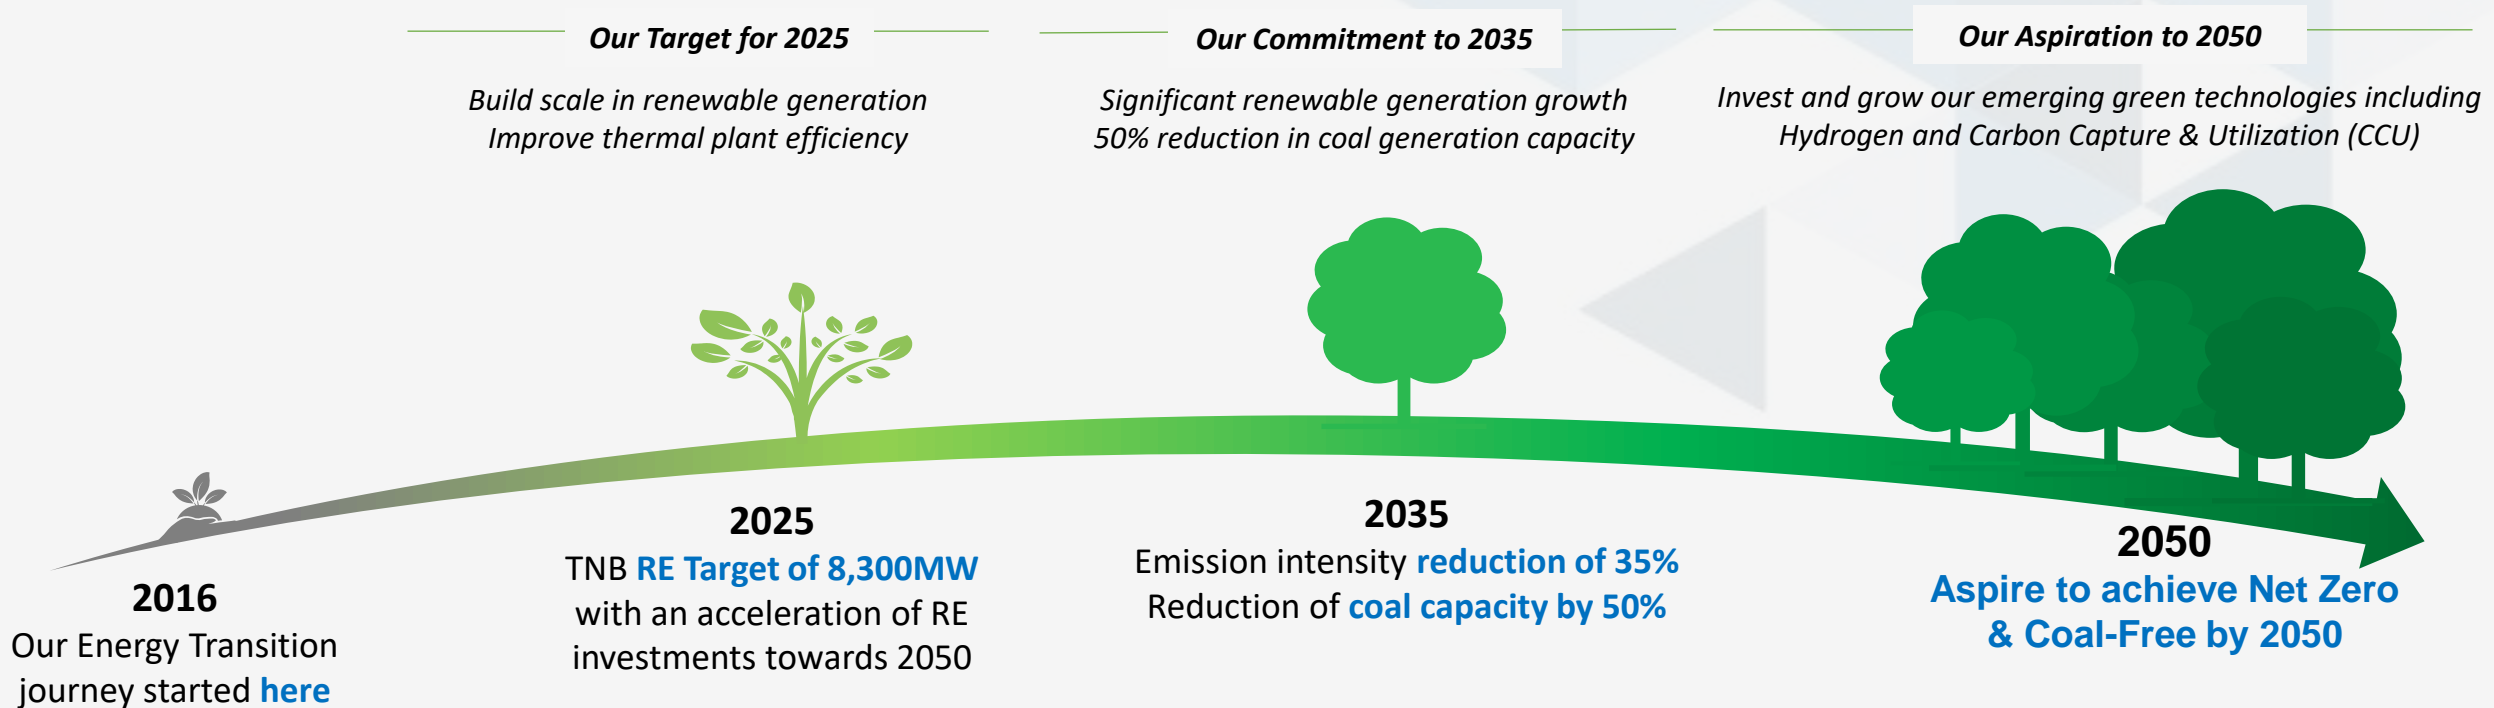 Our Target for 2025
Build scale in renewable generation
Improve thermal plant efficiency
Our Commitment to 2035
Significant renewable generation growth
50% reduction in coal generation capacity
Our Aspiration to 2050
Invest and grow our emerging green technologies including
Hydrogen and Carbon Capture & Utilization (CCU)
2016
Our Energy Transition
journey started here
2025
TNB RE Target of 8,300MW
with an acceleration of RE
investments towards 2050
2035
Emission intensity reduction of 35%
Reduction of coal capacity by 50%
2050
Aspire to achieve Net Zero
& Coal-Free by 2050